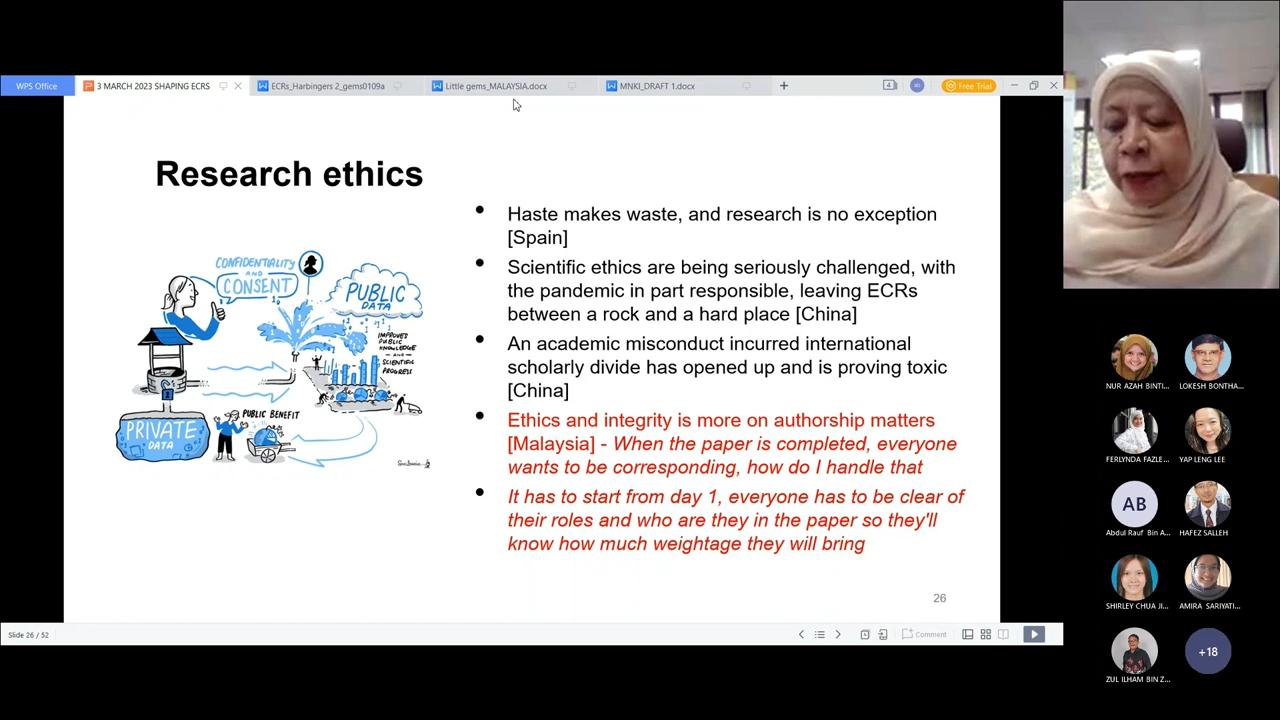 WPS Office
3 MARCH 2023 SHAPING ECRS
ECRs_Harbingers 2_gems0109a
Little gems_MALAYSIA.docx
MNKI_DRAFT 1.docx
Free Trial
Research ethics
CONFIDENTIALITY
AND
CONSENT
PUBLIC
DATA
IMPROVED
PUBLIC
KNOWLEDGE
AND
SCIENTIFIC
PROGRESS
PUBLIC BENEFIT
PRIVATE
DATA
• Haste makes waste, and research is no exception
[Spain]
• Scientific ethics are being seriously challenged, with
the pandemic in part responsible, leaving ECRs
between a rock and a hard place [China]
• An academic misconduct incurred international
scholarly divide has opened up and is proving toxic
[China]
• Ethics and integrity is more on authorship matters
[Malaysia] - When the paper is completed, everyone
wants to be corresponding, how do I handle that
• It has to start from day 1, everyone has to be clear of
their roles and who are they in the paper so they'll
know how much weightage they will bring
26
Slide 26 / 52
Comment
NUR AZAH BINTI...
LOKESH BONTHA...
FERLYNDA FAZLE...
YAP LENG LEE
AB
Abdul Rauf Bin A...
HAFEZ SALLEH
SHIRLEY CHUA JI...
AMIRA SARIYATI...
ZUL ILHAM BIN Z...
+18